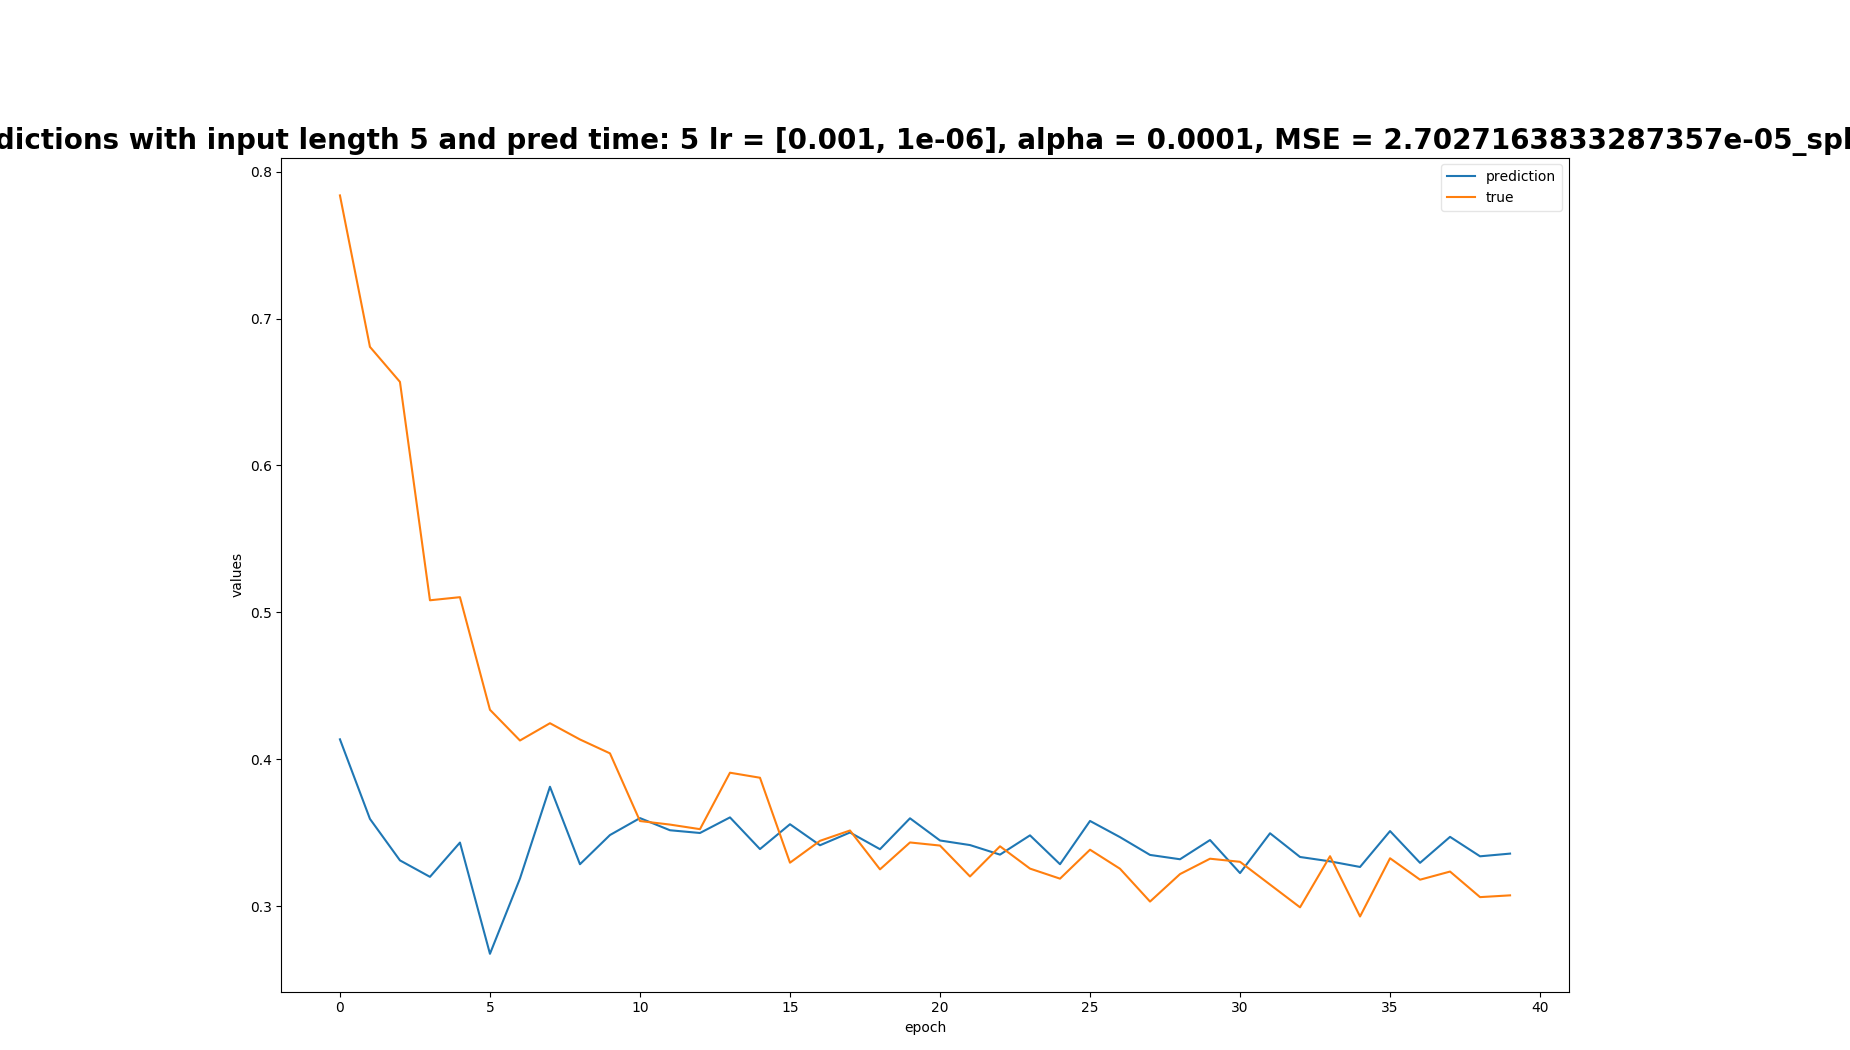 dictions with input length 5 and pred time: 5 lr = [0.001, 1e-06], alpha = 0.0001, MSE = 2.7027163833287357e-05_spl
prediction
true
0.8
0.7
0.6
0.5
0.4
0.3
values
0 5 10 15 20 25 30 35 40
epoch